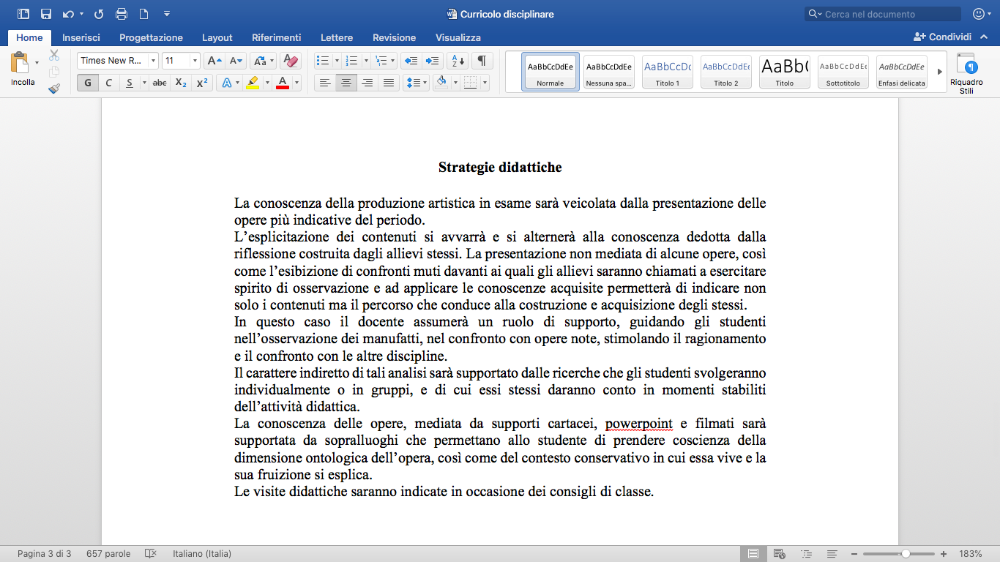 Curricolo disciplinare
Cerca nel documento
Home Inserisci Progettazione Layout Riferimenti Lettere Revisione Visualizza
Condividi
Incolla
Times New R...
11
G C S abc X2 X2 A A
AaBbCcDdEe
Normale
AaBbCcDdEe
Nessuna spa...
AaBbCcDc
Titolo 1
AaBbCcDdEe
Titolo 2
AaBb(
Titolo
AaBbCcDdEe
Sottotitolo
AaBbCcDdEe
Enfasi delicata
Riquadro
Stili
Strategie didattiche
La conoscenza della produzione artistica in esame sarà veicolata dalla presentazione delle
opere più indicative del periodo.
L’esplicitazione dei contenuti si avvarrà e si alternerà alla conoscenza dedotta dalla
riflessione costruita dagli allievi stessi. La presentazione non mediata di alcune opere, così
come l’esibizione di confronti muti davanti ai quali gli allievi saranno chiamati a esercitare
spirito di osservazione e ad applicare le conoscenze acquisite permetterà di indicare non
solo i contenuti ma il percorso che conduce alla costruzione e acquisizione degli stessi.
In questo caso il docente assumerà un ruolo di supporto, guidando gli studenti
nell’osservazione dei manufatti, nel confronto con opere note, stimolando il ragionamento
e il confronto con le altre discipline.
Il carattere indiretto di tali analisi sarà supportato dalle ricerche che gli studenti svolgeranno
individualmente o in gruppi, e di cui essi stessi daranno conto in momenti stabiliti
dell’attività didattica.
La conoscenza delle opere, mediata da supporti cartacei, powerpoint e filmati sarà
supportata da sopralluoghi che permettano allo studente di prendere coscienza della
dimensione ontologica dell’opera, così come del contesto conservativo in cui essa vive e la
sua fruizione si esplica.
Le visite didattiche saranno indicate in occasione dei consigli di classe.
Pagina 3 di 3 657 parole Italiano (Italia) 183%